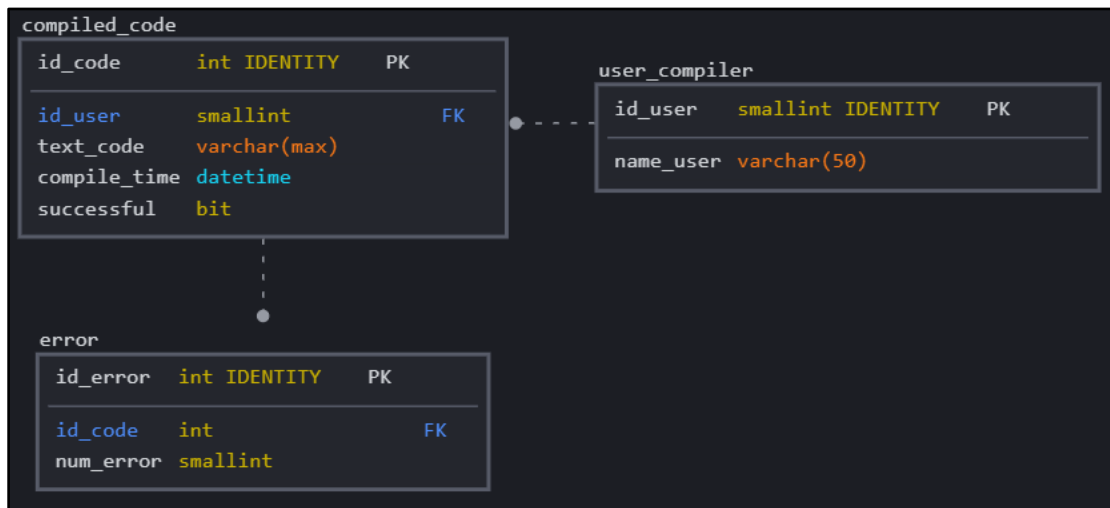 compiled_code
id_code int IDENTITY PK
id_user smallint FK
text_code varchar(max)
compile_time datetime
successful bit
user_compiler
id_user smallint IDENTITY PK
name_user varchar(50)
error
id_error int IDENTITY PK
id_code int FK
num_error smallint